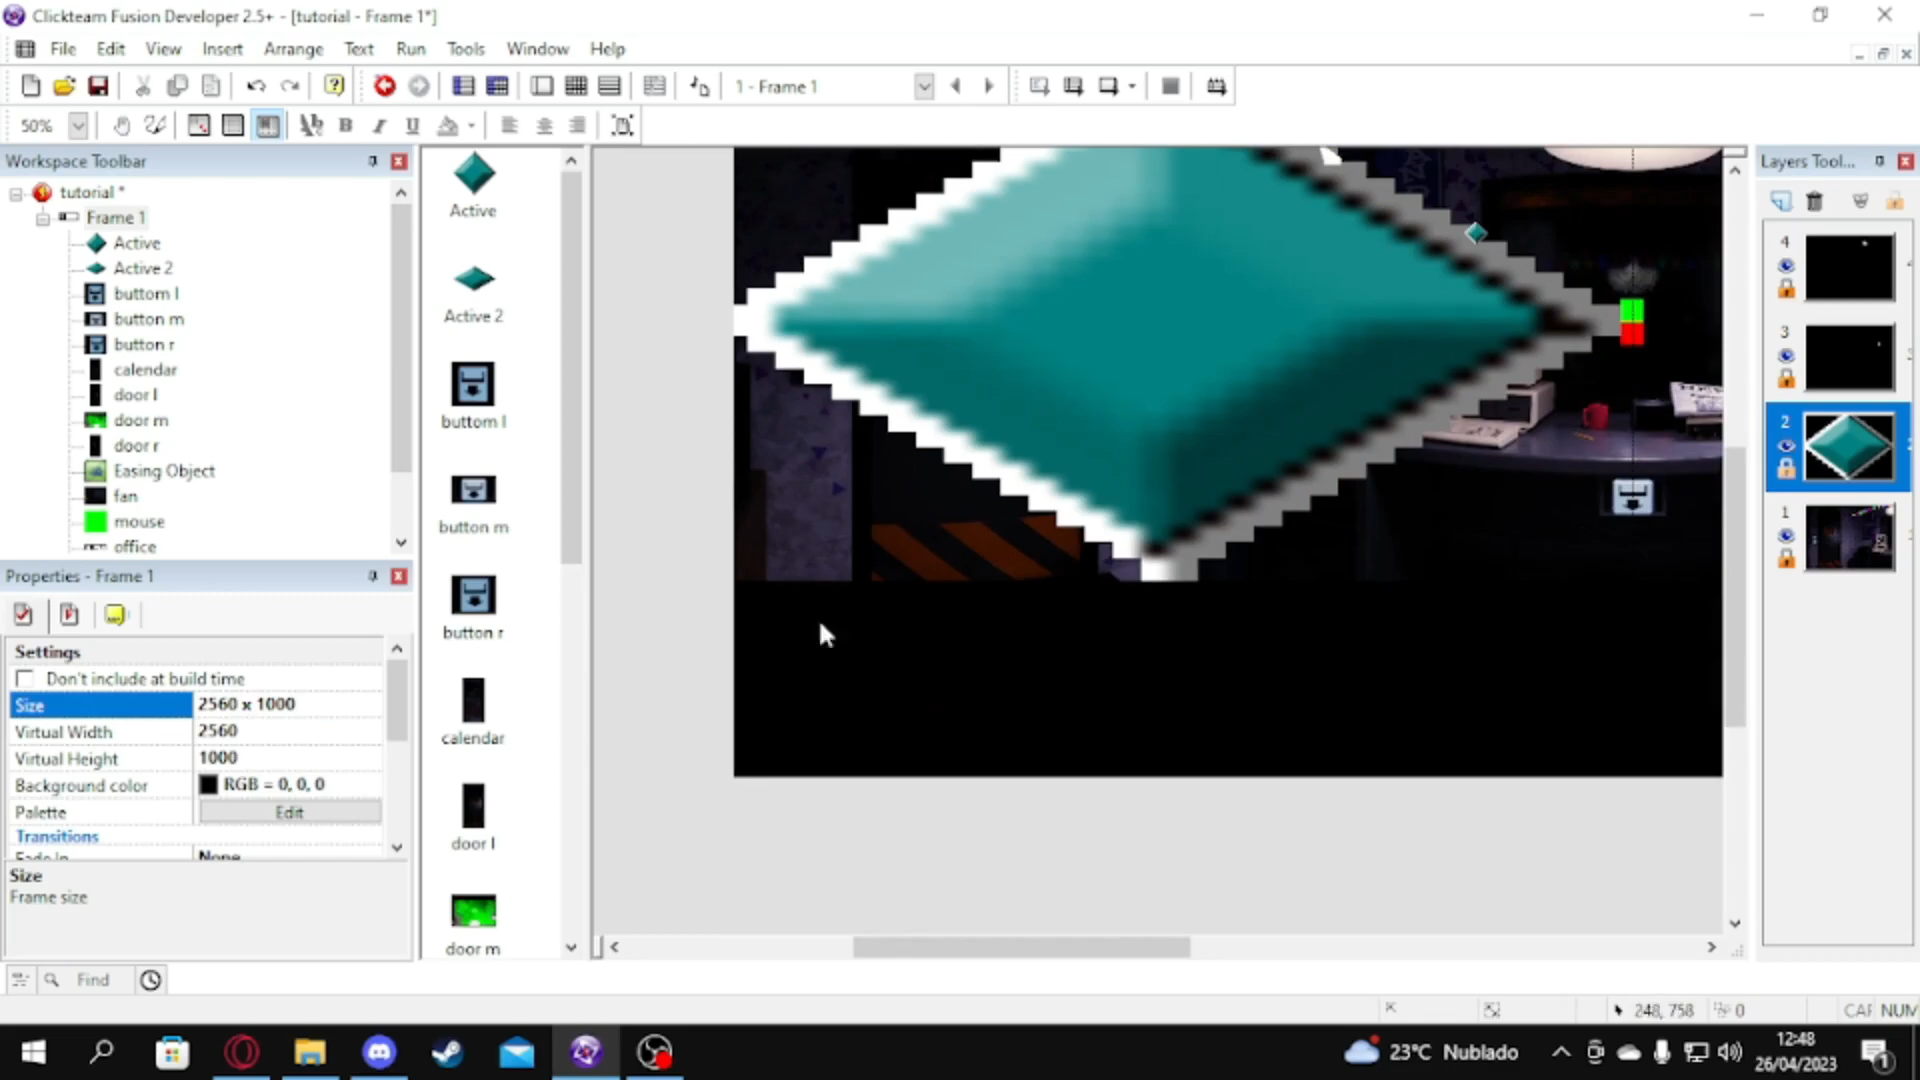 Clickteam Fusion Developer 2.5+ - [tutorial - Frame 1*]
File Edit View Insert Arrange Text Run Tools Window Help
1 - Frame 1
50%
Workspace Toolbar
tutorial *
Frame 1
Active
Active 2
buttom l
button m
button r
calendar
door l
door m
door r
Easing Object
fan
mouse
office
Properties - Frame 1
Settings
Don't include at build time
Size 2560 x 1000
Virtual Width 2560
Virtual Height 1000
Background color RGB = 0, 0, 0
Palette Edit
Transitions
Fade In None
Size
Frame size
Find
Active
Active 2
buttom l
button m
button r
calendar
door l
door m
Layers Tool...
4
3
2
1
248, 758 0 CAP NUM
23°C Nublado
12:48
26/04/2023
1